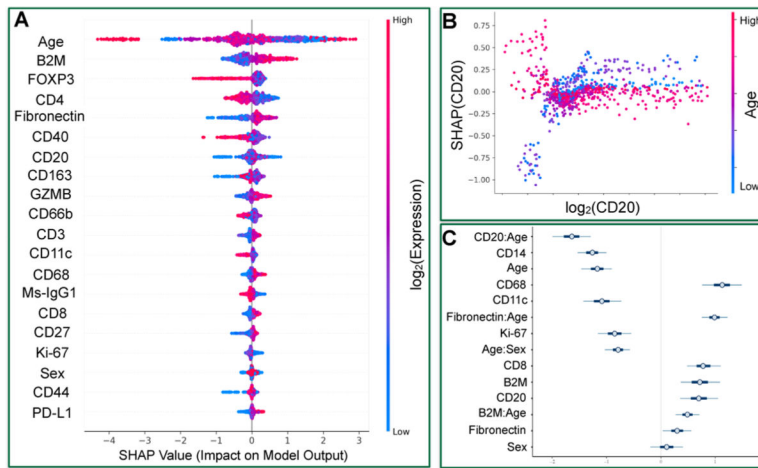 A
High
Age
B2M
FOXP3
CD4
Fibronectin
CD40
CD20
CD163
GZMB
CD66b
CD3
CD11c
CD68
Ms-IgG1
CD8
CD27
Ki-67
Sex
CD44
PD-L1
log2(Expression)
Low
−4 −3 −2 −1 0 1 2 3
SHAP Value (Impact on Model Output)
B
High
0.75
0.50
0.25
0.00
−0.25
−0.50
−0.75
−1.00
SHAP(CD20)
log2(CD20)
Age
Low
C
CD20:Age
CD14
Age
CD68
CD11c
Fibronectin:Age
Ki-67
Age:Sex
CD8
B2M
CD20
B2M:Age
Fibronectin
Sex
-2 -1 0 1